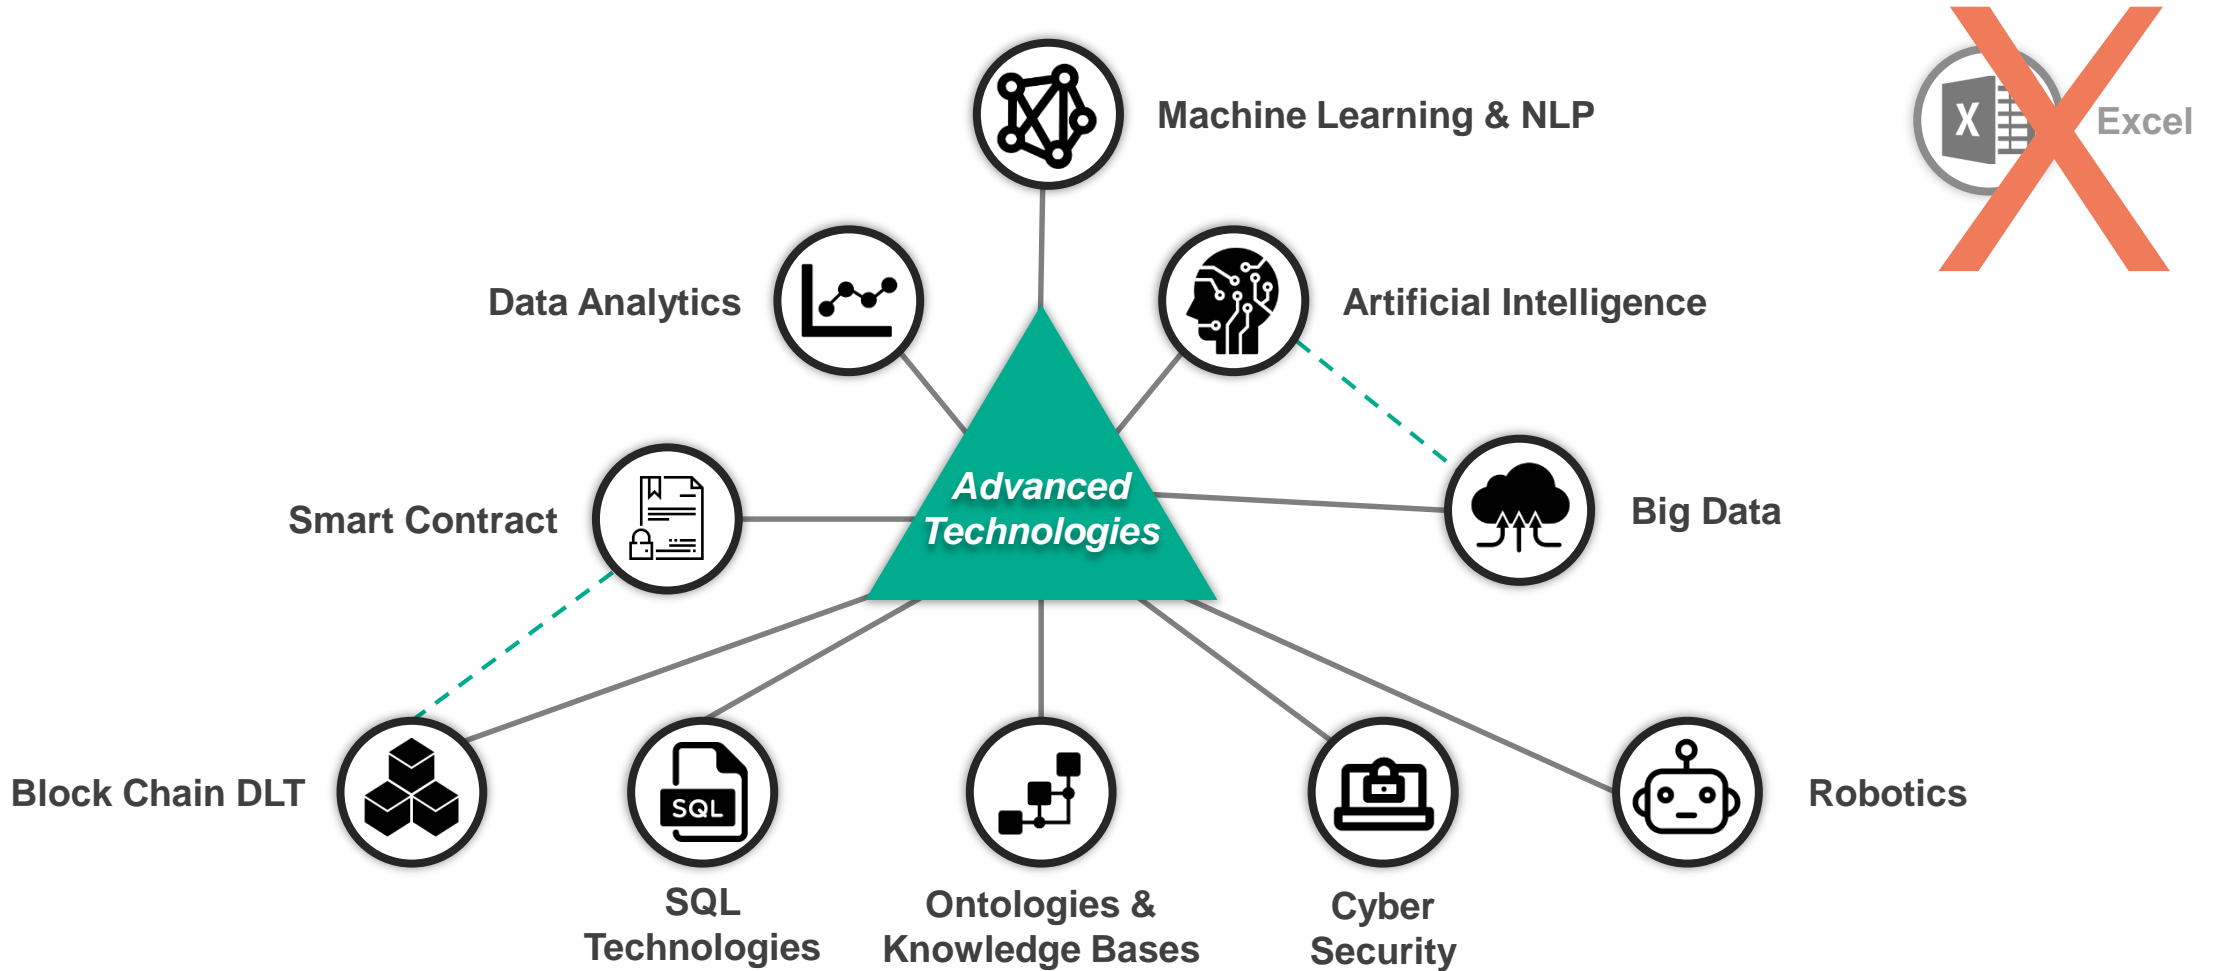 Machine Learning & NLP
X
Excel
Data Analytics
Artificial Intelligence
Advanced
Technologies
Smart Contract
Big Data
Block Chain DLT
SQL
Robotics
SQL
Technologies
Ontologies &
Knowledge Bases
Cyber
Security